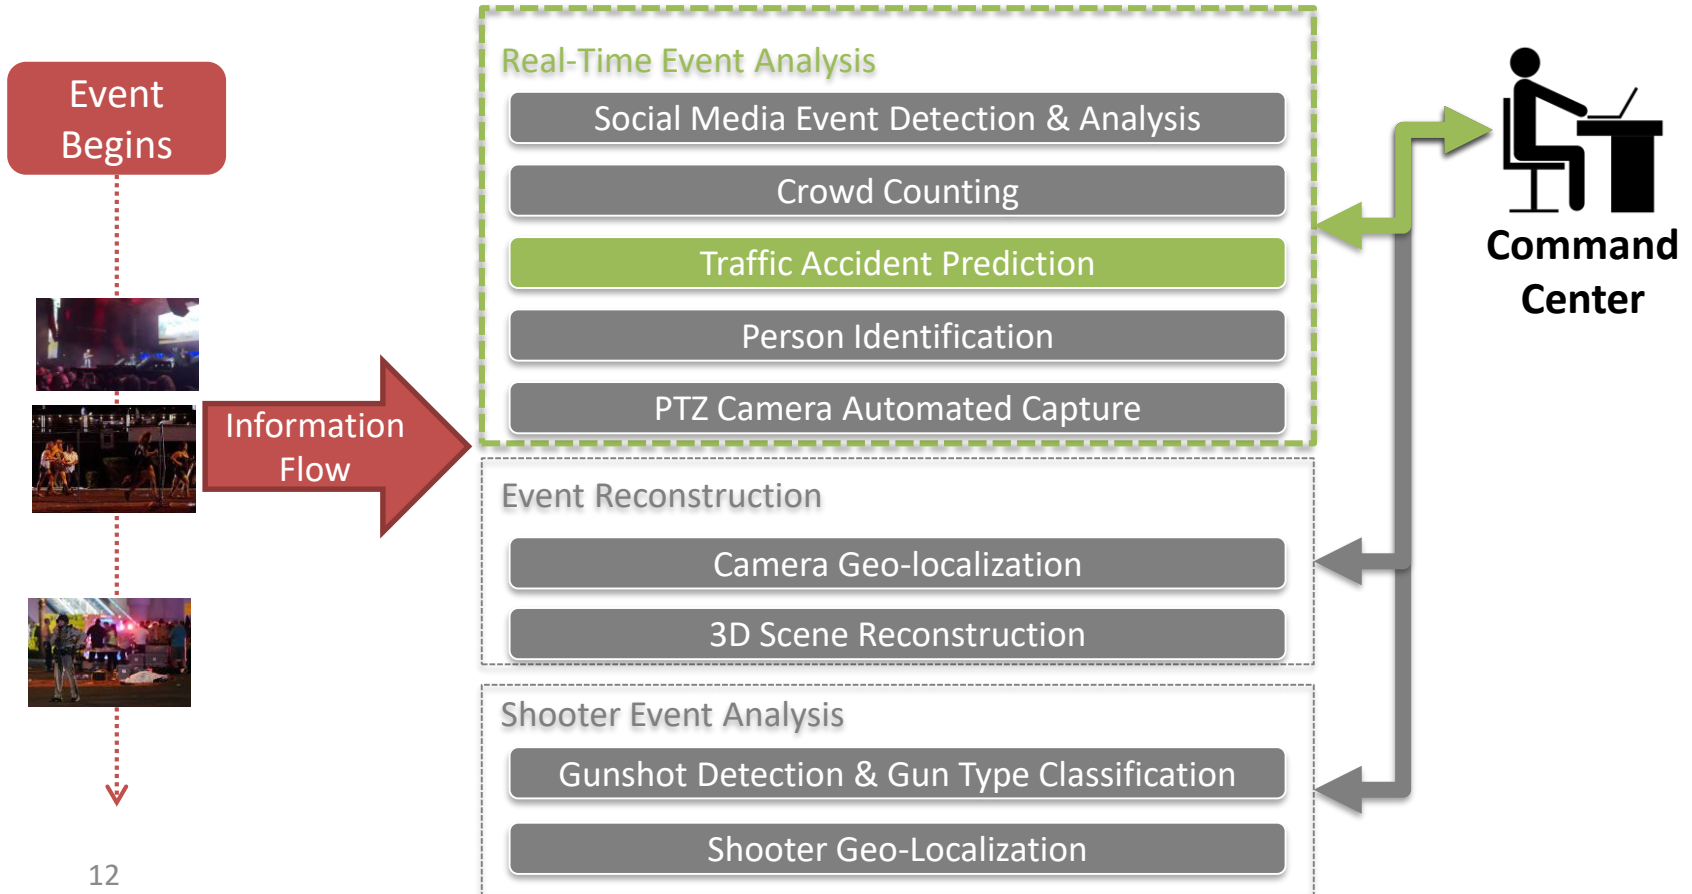 Event
Begins
Information
Flow
Real-Time Event Analysis
Social Media Event Detection & Analysis
Crowd Counting
Traffic Accident Prediction
Person Identification
PTZ Camera Automated Capture
Event Reconstruction
Camera Geo-localization
3D Scene Reconstruction
Shooter Event Analysis
Gunshot Detection & Gun Type Classification
Shooter Geo-Localization
Command
Center
12